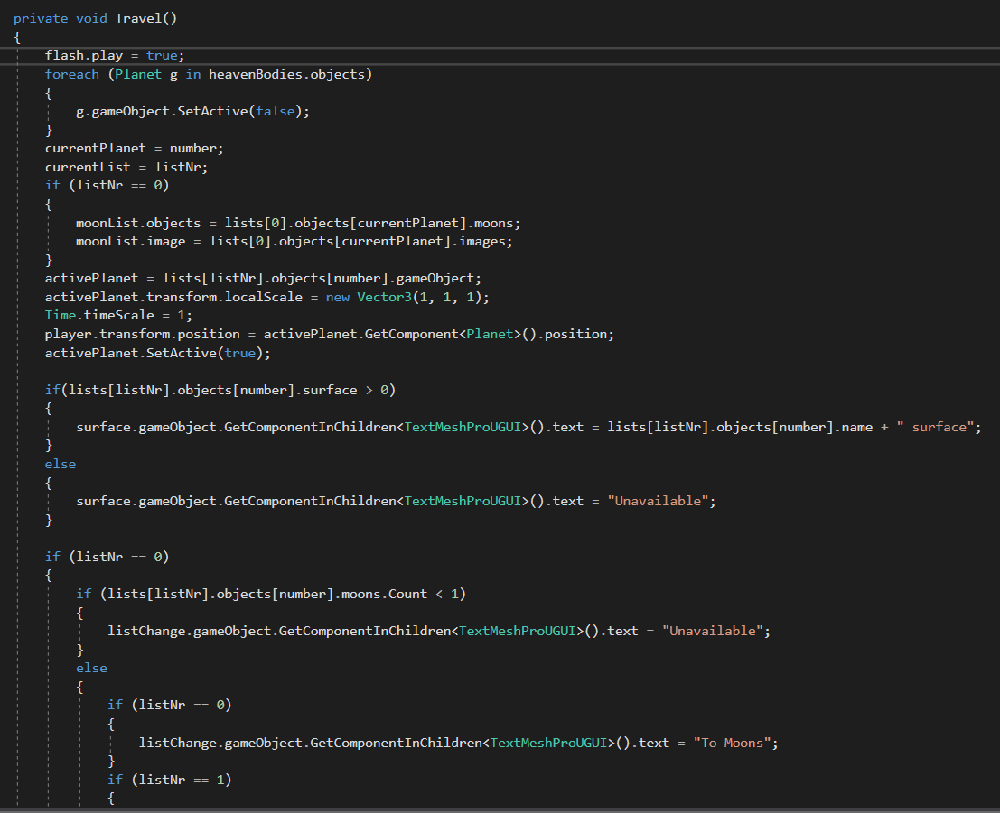 private void Travel()
{
    flash.play = true;
    foreach (Planet g in heavenBodies.objects)
    {
        g.gameObject.SetActive(false);
    }
    currentPlanet = number;
    currentList = listNr;
    if (listNr == 0)
    {
        moonList.objects = lists[0].objects[currentPlanet].moons;
        moonList.image = lists[0].objects[currentPlanet].images;
    }
    activePlanet = lists[listNr].objects[number].gameObject;
    activePlanet.transform.localScale = new Vector3(1, 1, 1);
    Time.timeScale = 1;
    player.transform.position = activePlanet.GetComponent<Planet>().position;
    activePlanet.SetActive(true);

    if(lists[listNr].objects[number].surface > 0)
    {
        surface.gameObject.GetComponentInChildren<TextMeshProUGUI>().text = lists[listNr].objects[number].name + " surface";
    }
    else
    {
        surface.gameObject.GetComponentInChildren<TextMeshProUGUI>().text = "Unavailable";
    }

    if (listNr == 0)
    {
        if (lists[listNr].objects[number].moons.Count < 1)
        {
            listChange.gameObject.GetComponentInChildren<TextMeshProUGUI>().text = "Unavailable";
        }
        else
        {
            if (listNr == 0)
            {
                listChange.gameObject.GetComponentInChildren<TextMeshProUGUI>().text = "To Moons";
            }
            if (listNr == 1)
            {